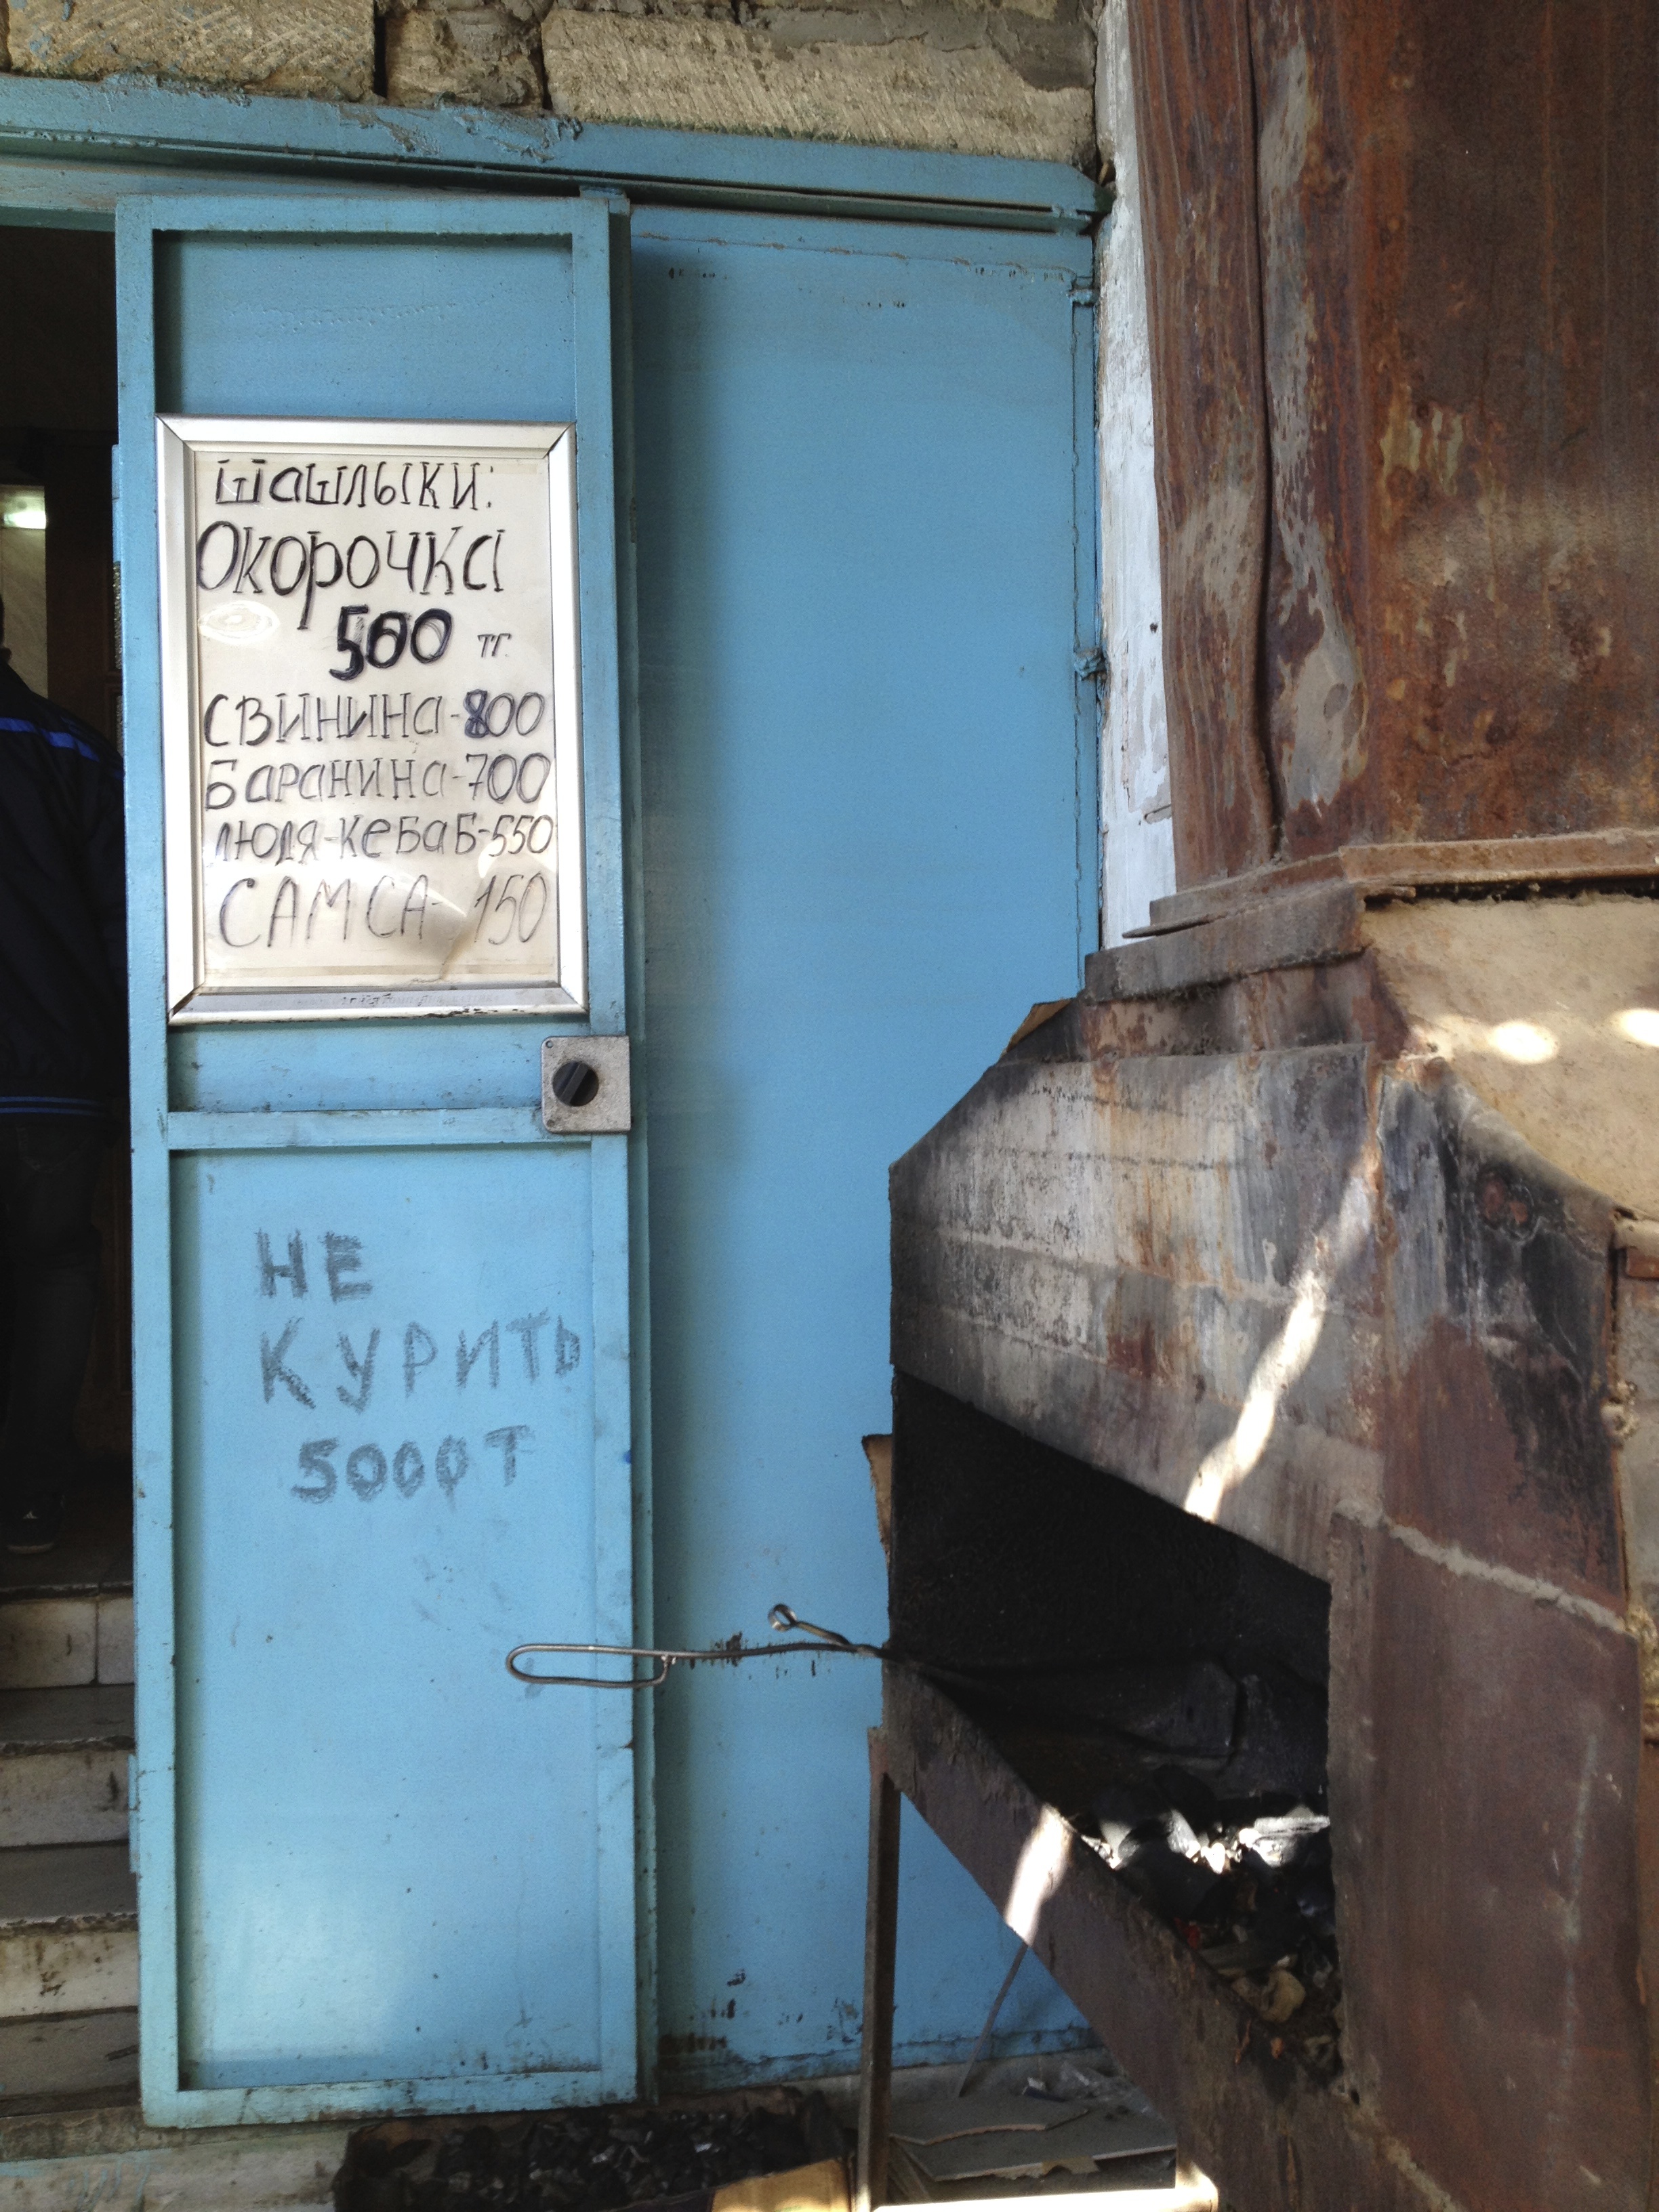 шашлыки:
Окорочка
500 тг.
свинина-800
баранина-700
люля-кебаб-550
САМСА-150
НЕ
КУРИТЬ
5000Т